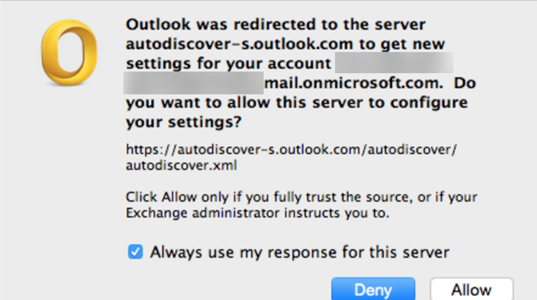 Outlook was redirected to the server
autodiscover-s.outlook.com to get new
settings for your account
mail.onmicrosoft.com. Do
you want to allow this server to configure
your settings?
https://autodiscover-s.outlook.com/autodiscover/
autodiscover.xml
Click Allow only if you fully trust the source, or if your
Exchange administrator instructs you to.
Always use my response for this server
Deny Allow